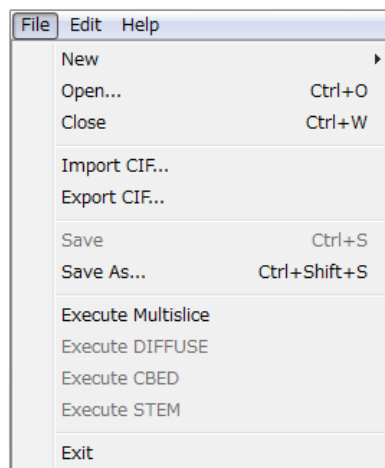 File Edit Help
New
Open... Ctrl+O
Close Ctrl+W
Import CIF...
Export CIF...
Save Ctrl+S
Save As... Ctrl+Shift+S
Execute Multislice
Execute DIFFUSE
Execute CBED
Execute STEM
Exit